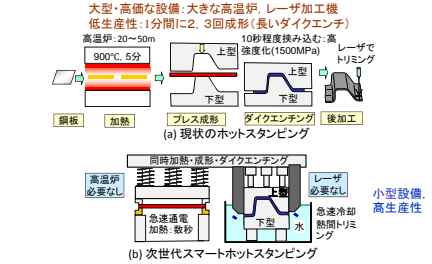 大型・高価な設備：大きな高温炉，レーザ加工機
低生産性：1分間に2，3回成形（長いダイクエンチ）
高温炉：20～50m
10秒程度挟み込む：高
強度化(1500MPa)
レーザで
トリミング
900℃, 5分
上型
下型
上型
下型
鋼板
加熱
プレス成形
ダイクエンチング
後加工
(a) 現状のホットスタンピング
同時加熱・成形・ダイクエンチング
高温炉
必要なし
レーザ
必要なし
上型
下型
急速通電
加熱：数秒
水
急速冷却
熱間トリミ
ング
小型設備，
高生産性
(b) 次世代スマートホットスタンピング